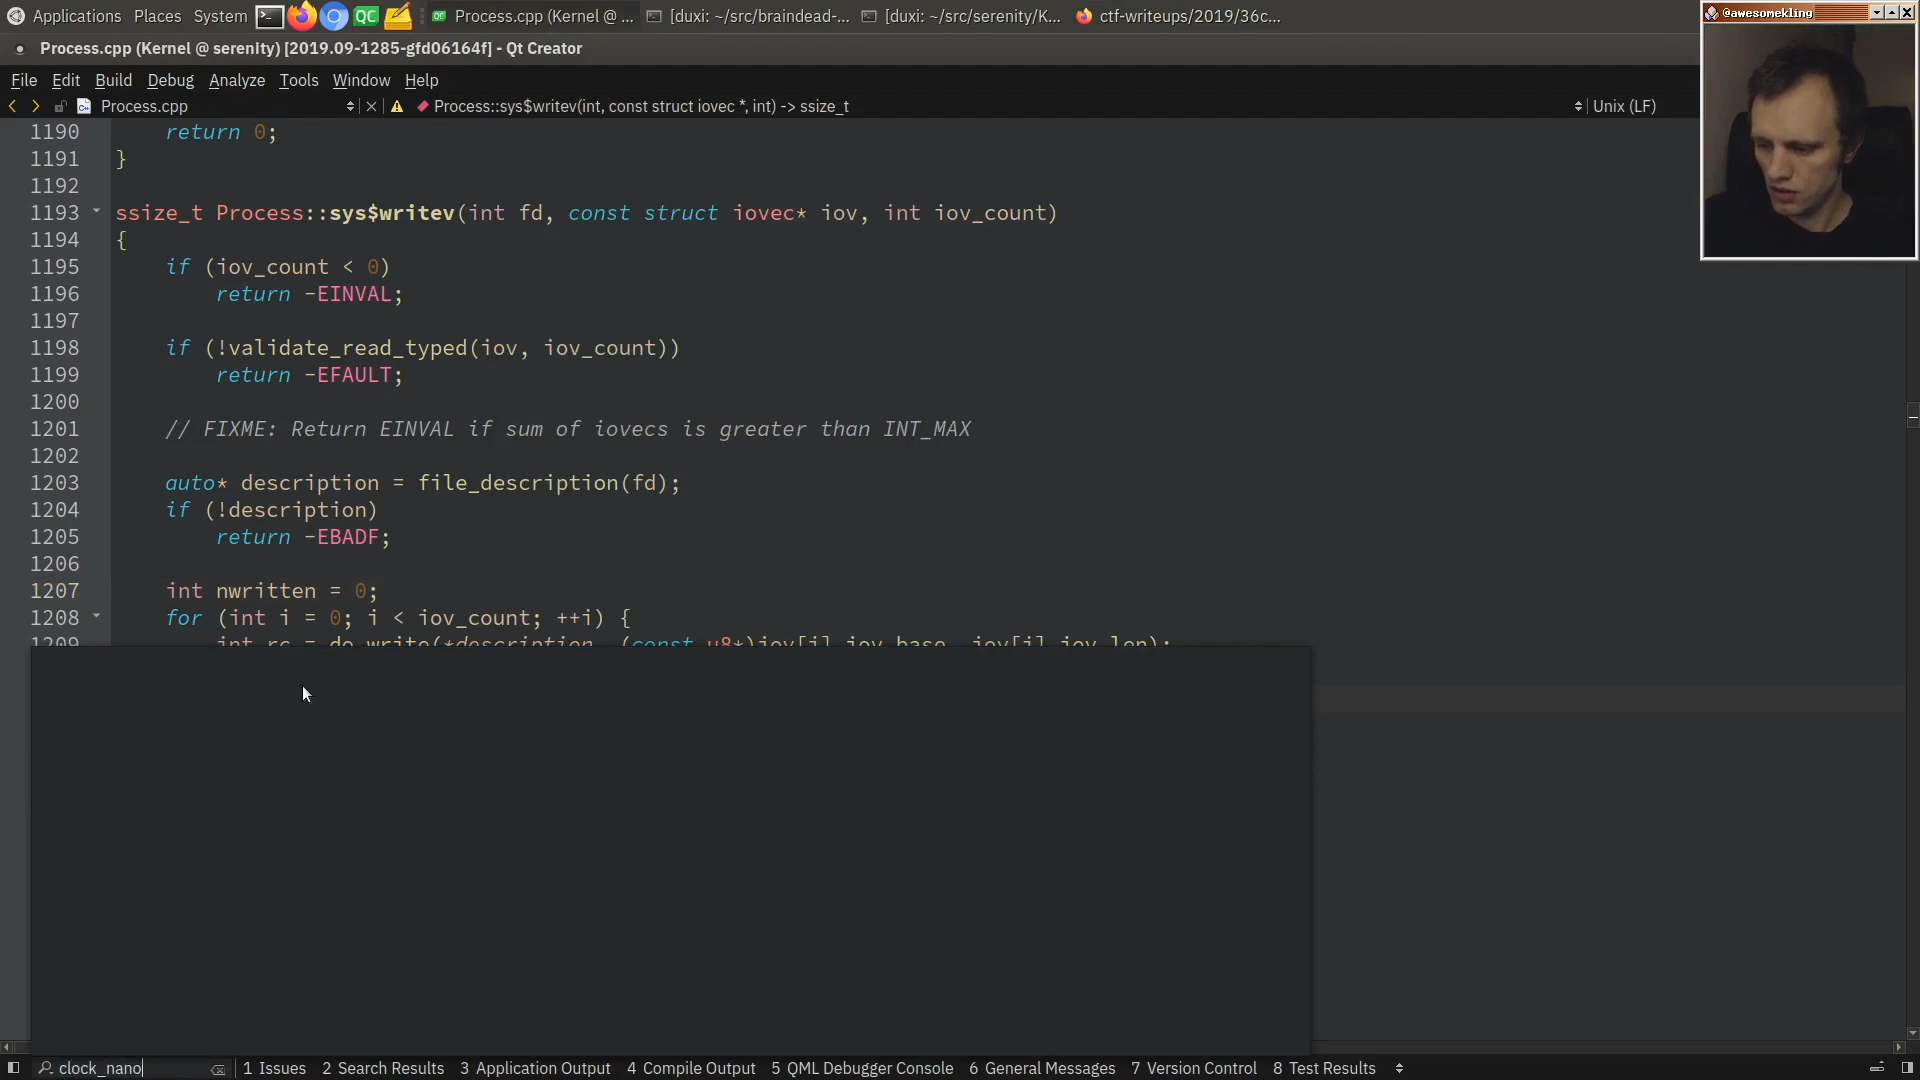 Applications Places System Process.cpp (Kernel @ ... [duxi: ~/src/braindead-... [duxi: ~/src/serenity/K... ctf-writeups/2019/36c...
@awesomekling
Process.cpp (Kernel @ serenity) [2019.09-1285-gfd06164f] - Qt Creator
File Edit Build Debug Analyze Tools Window Help
Process.cpp Process::sys$writev(int, const struct iovec *, int) -> ssize_t Unix (LF)
1190 return 0;
1191 }
1192
1193 ssize_t Process::sys$writev(int fd, const struct iovec* iov, int iov_count)
1194 {
1195 if (iov_count < 0)
1196 return -EINVAL;
1197
1198 if (!validate_read_typed(iov, iov_count))
1199 return -EFAULT;
1200
1201 // FIXME: Return EINVAL if sum of iovecs is greater than INT_MAX
1202
1203 auto* description = file_description(fd);
1204 if (!description)
1205 return -EBADF;
1206
1207 int nwritten = 0;
1208 for (int i = 0; i < iov_count; ++i) {
1209 int rc = do_write(*description, (const u8*)iov[i].iov_base, iov[i].iov_len);
clock_nano 1 Issues 2 Search Results 3 Application Output 4 Compile Output 5 QML Debugger Console 6 General Messages 7 Version Control 8 Test Results